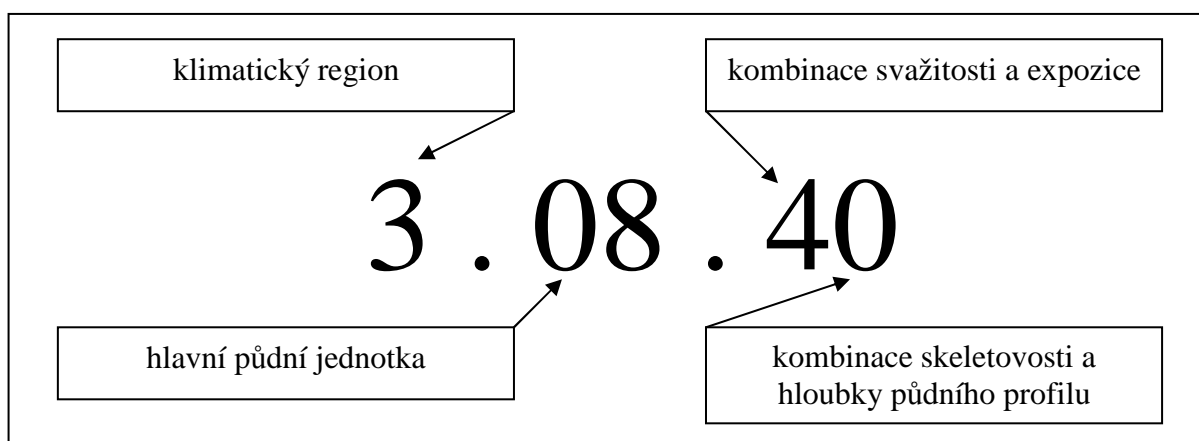 klimatický region
kombinace svažitosti a expozice
3 . 08 . 40
hlavní půdní jednotka
kombinace skeletovosti a
hloubky půdního profilu